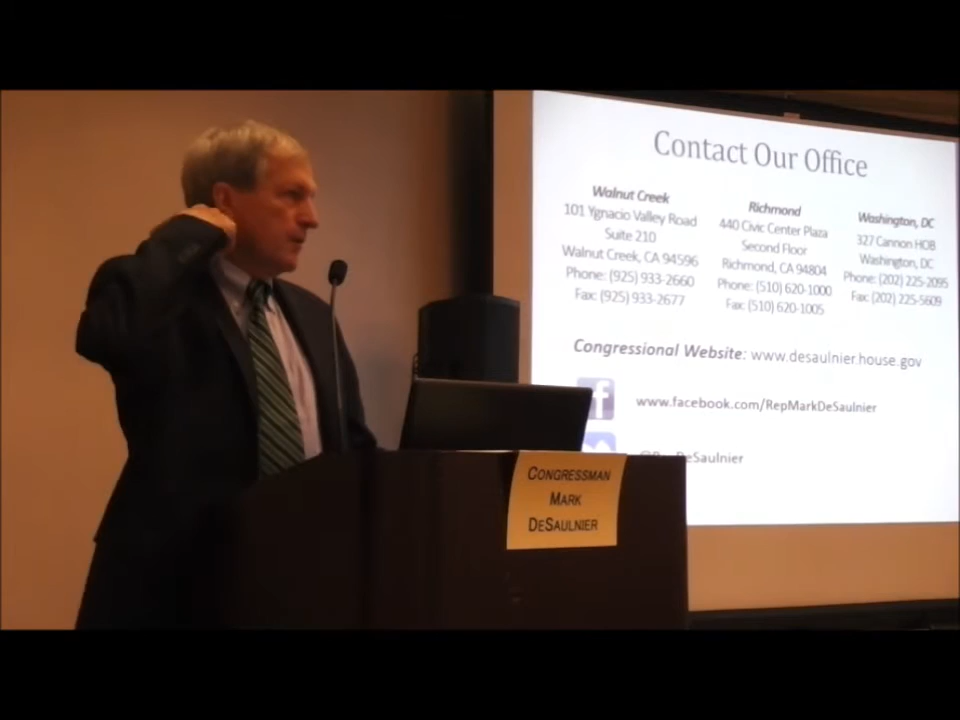 Contact Our Office
Walnut Creek
101 Ygnacio Valley Road
Suite 210
Walnut Creek, CA 94596
Phone: (925) 933-2660
Fax: (925) 933-2677
Richmond
440 Civic Center Plaza
Second Floor
Richmond, CA 94804
Phone: (510) 620-1000
Fax: (510) 620-1005
Washington, DC
327 Cannon HOB
Washington, DC
Phone: (202) 225-2095
Fax: (202) 225-5609
Congressional Website: www.desaulnier.house.gov
f
www.facebook.com/RepMarkDeSaulnier
DeSaulnier
CONGRESSMAN
MARK
DESAULNIER